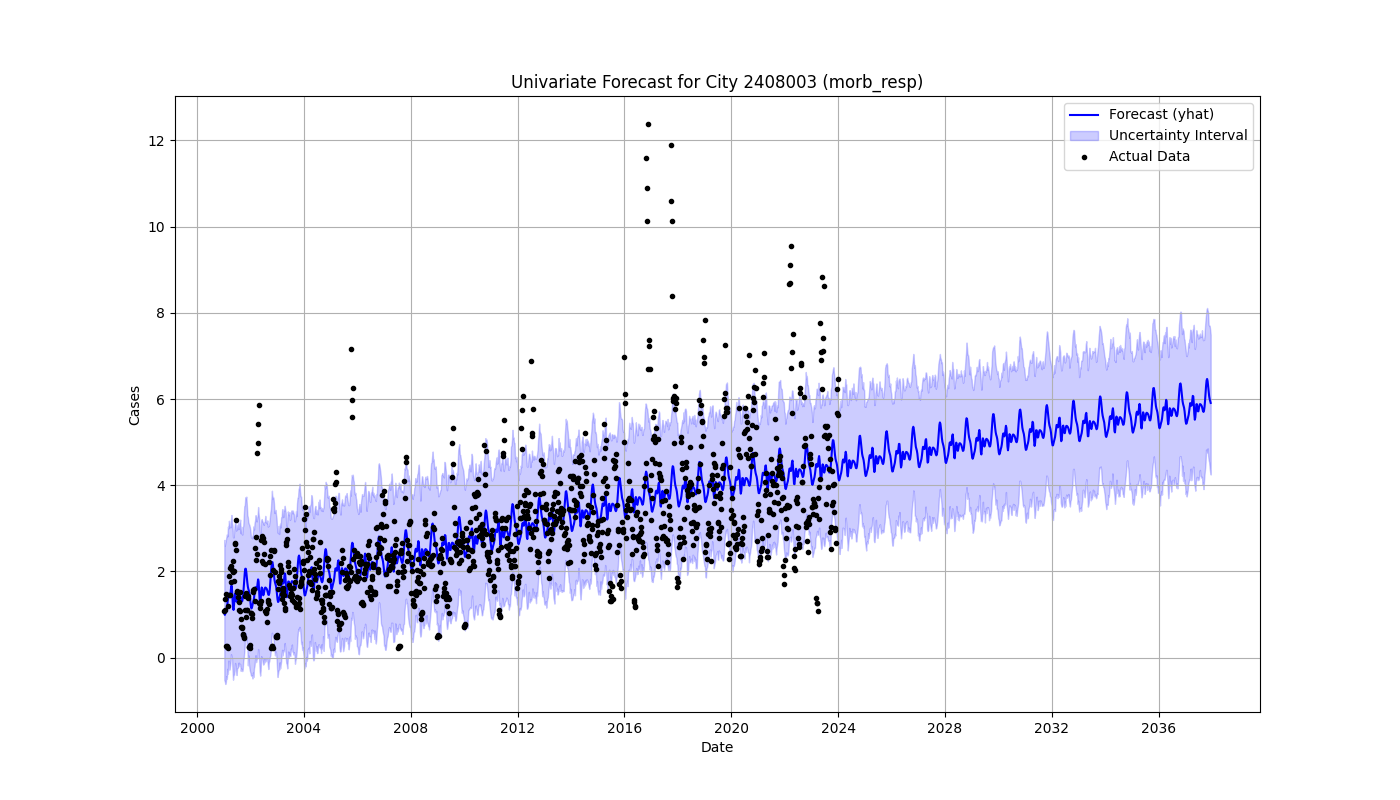 Univariate Forecast for City 2408003 (morb_resp)
Forecast (yhat)
Uncertainty Interval
Actual Data
Cases
12
10
8
6
4
2
0
2000 2004 2008 2012 2016 2020 2024 2028 2032 2036
Date